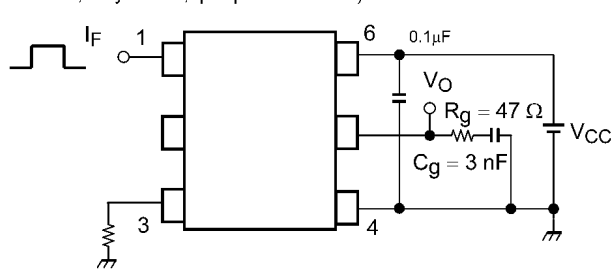 I_F
1
6
0.1μF
V_O
R_g = 47 Ω
V_CC
C_g = 3 nF
3
4